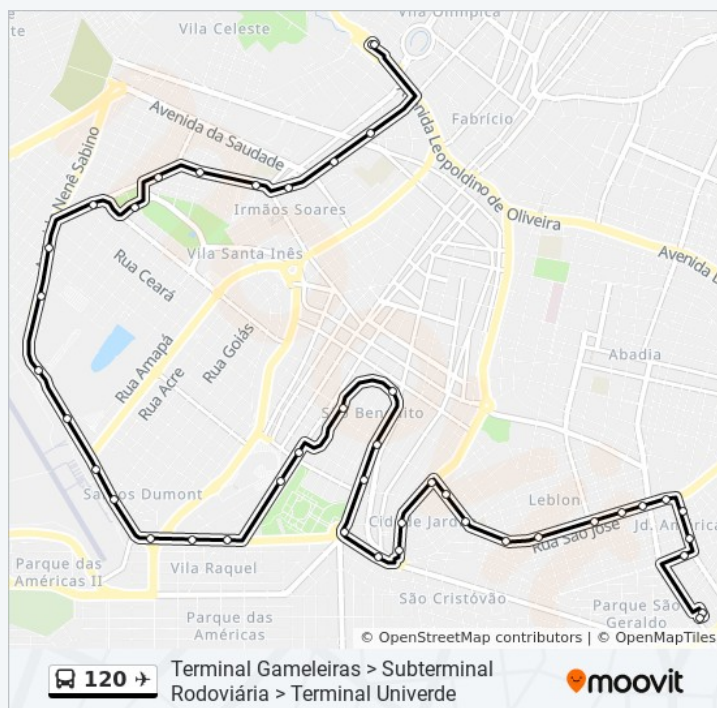 Vila Olímpica
Vila Celeste
Avenida da Saudade
Fabrício
Nenê Sabino
Avenida Leopoldino de Oliveira
Irmãos Soares
Vila Santa Inês
Rua Ceará
Rua Amapá
Rua Acre
Rua Goiás
Abadia
São Benedito
Santos Dumont
Leblon
Cidade Jardim
Rua São José
Jd. América
Parque das
Américas II
Vila Raquel
São Cristóvão
Parque São
Geraldo
Parque das
Américas
© OpenStreetMap contributors | © OpenMapTiles
120
Terminal Gameleiras > Subterminal
Rodoviária > Terminal Univerde
moovit